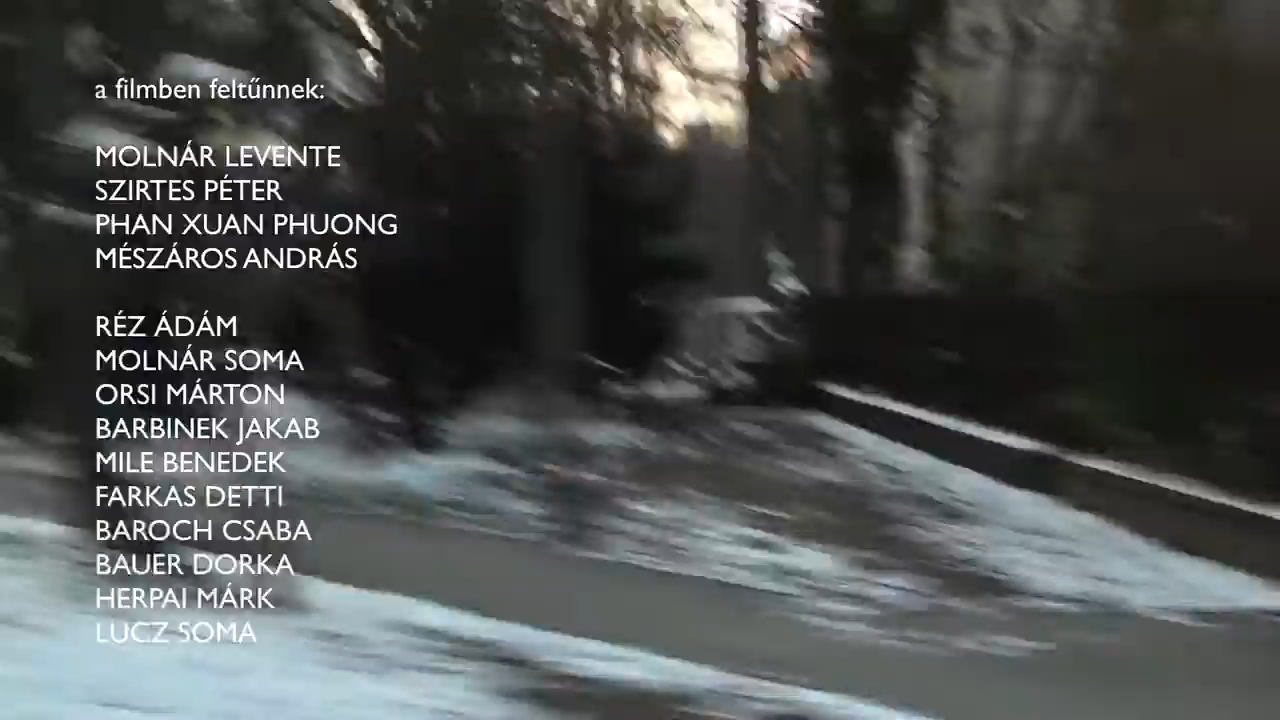 a filmben feltűnnek:
MOLNÁR LEVENTE
SZIRTES PÉTER
PHAN XUAN PHUONG
MÉSZÁROS ANDRÁS
RÉZ ÁDÁM
MOLNÁR SOMA
ORSI MÁRTON
BARBINEK JAKAB
MILE BENEDEK
FARKAS DETTI
BAROCH CSABA
BAUER DORKA
HERPAI MÁRK
LUCZ SOMA